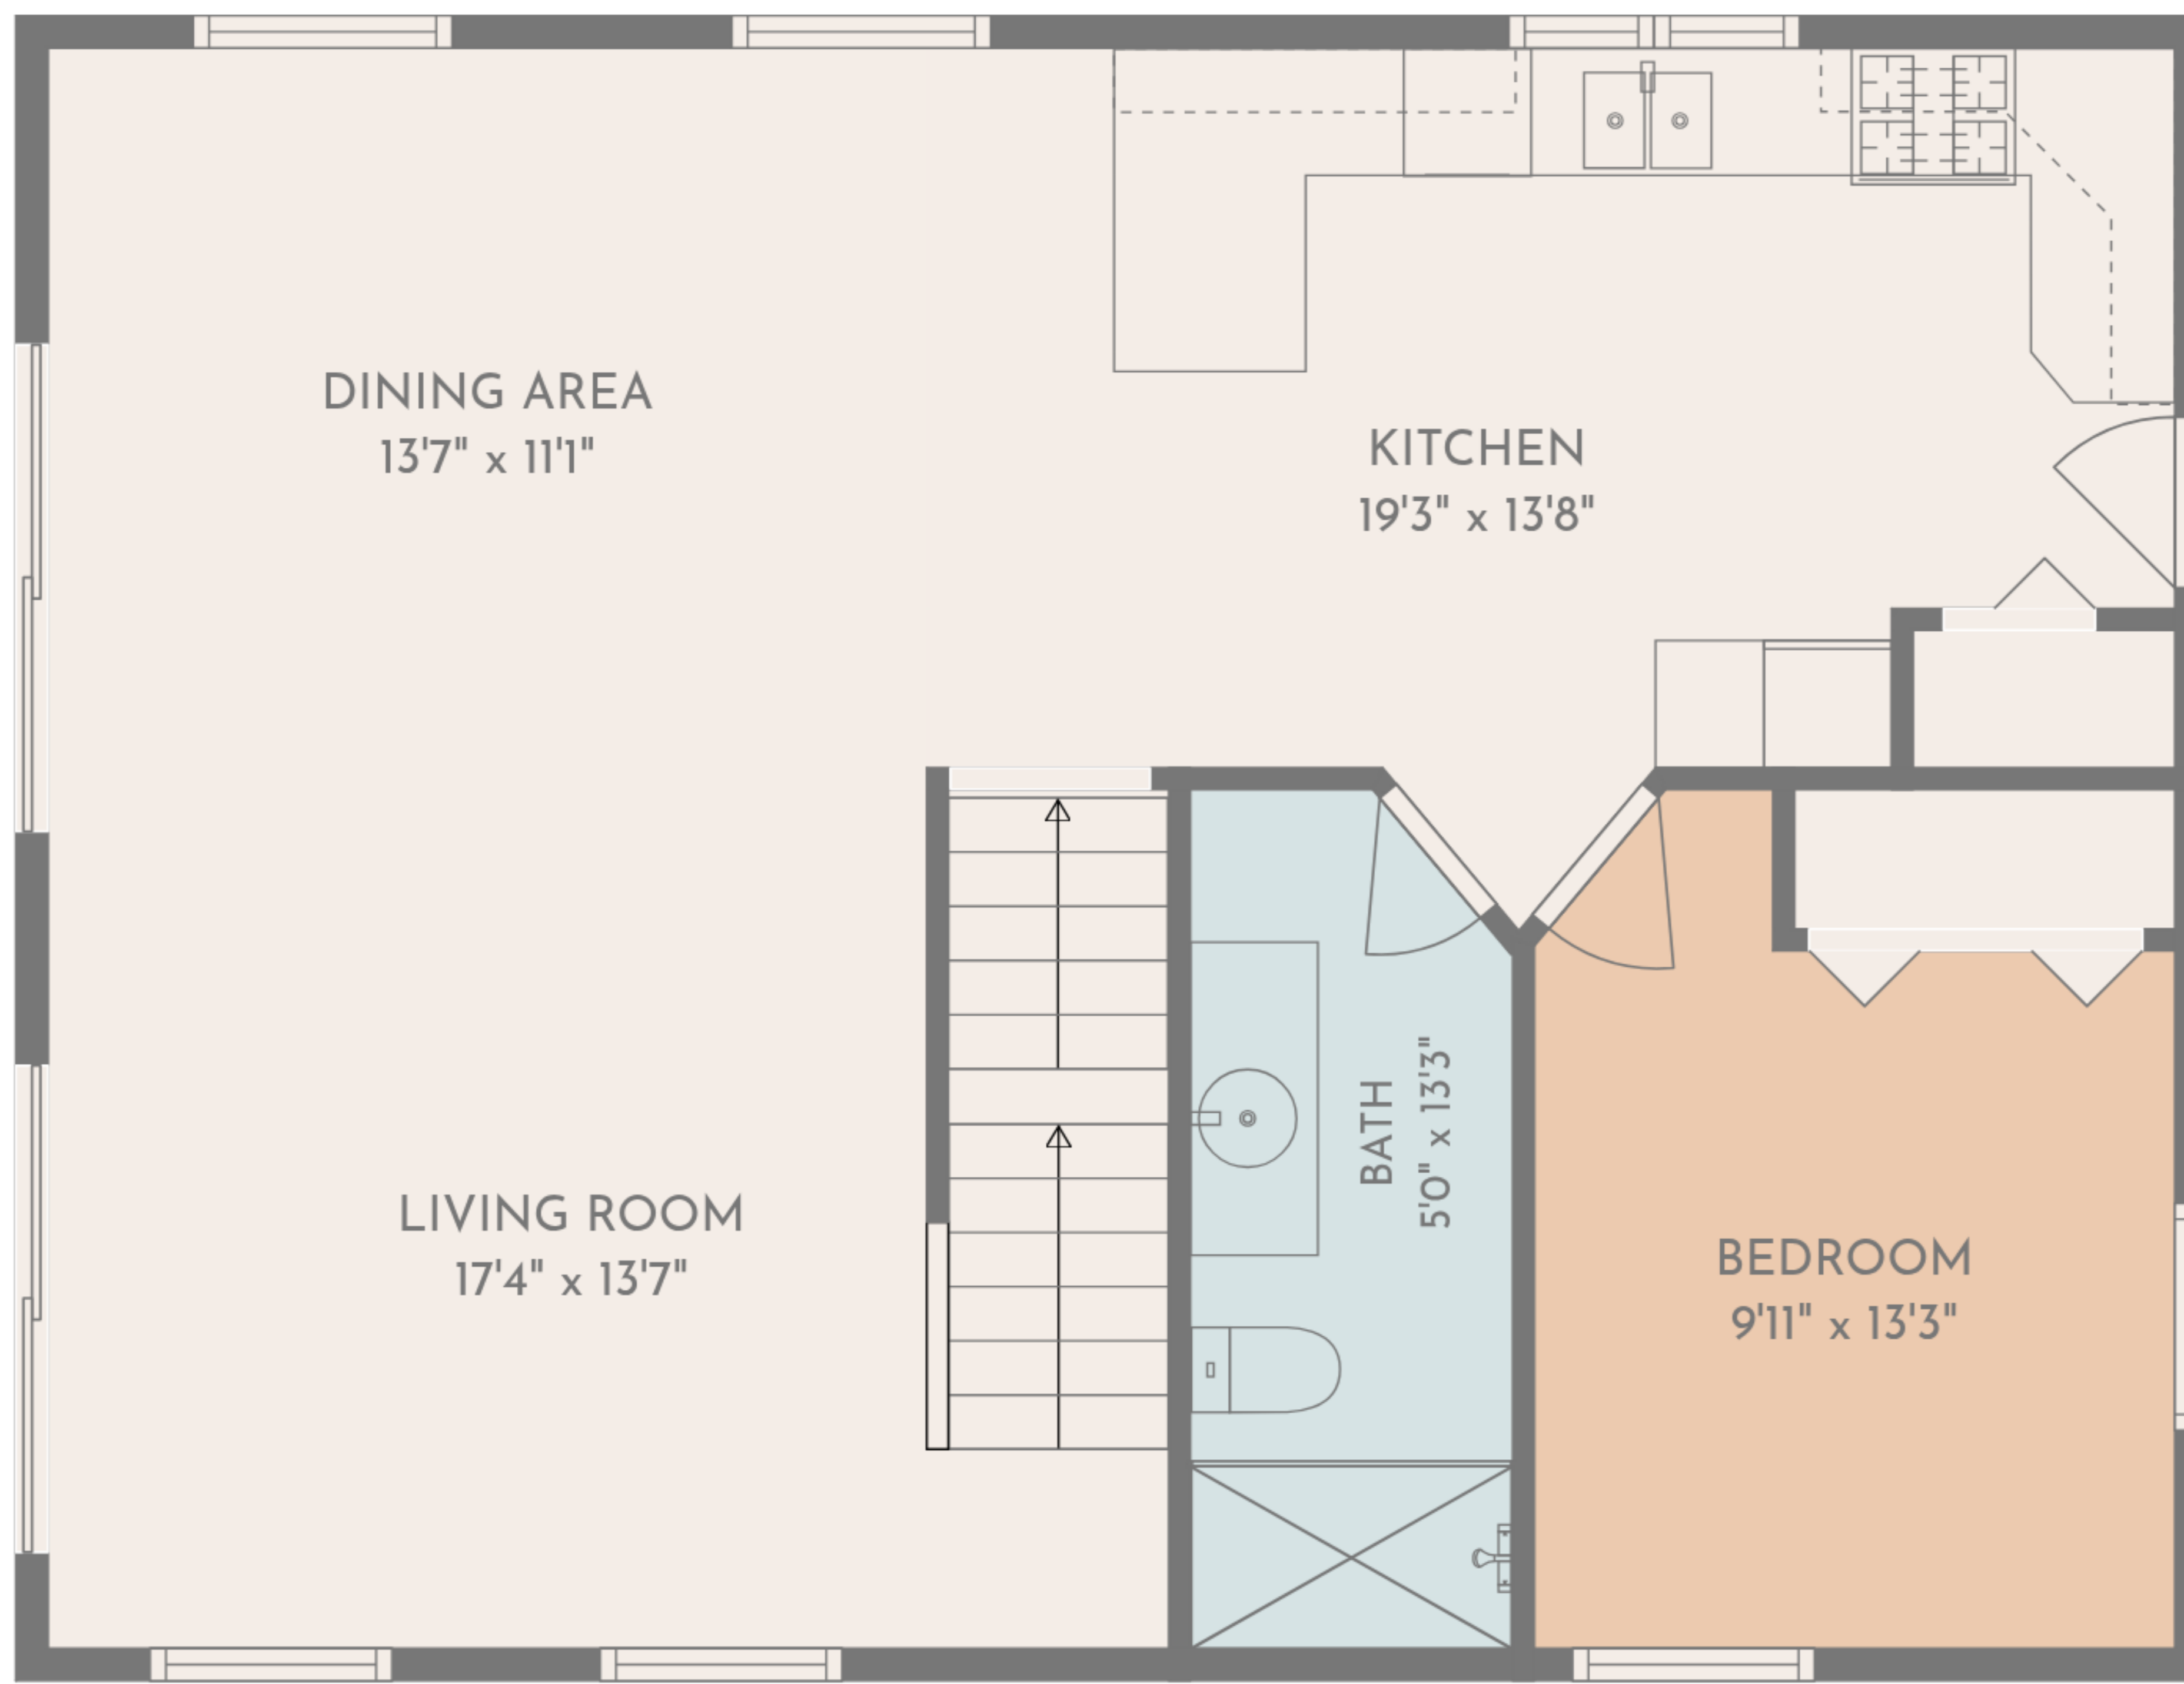 DINING AREA
13'7" x 11'1"
KITCHEN
19'3" x 13'8"
LIVING ROOM
17'4" x 13'7"
BATH
5'0" x 13'3"
BEDROOM
9'11" x 13'3"